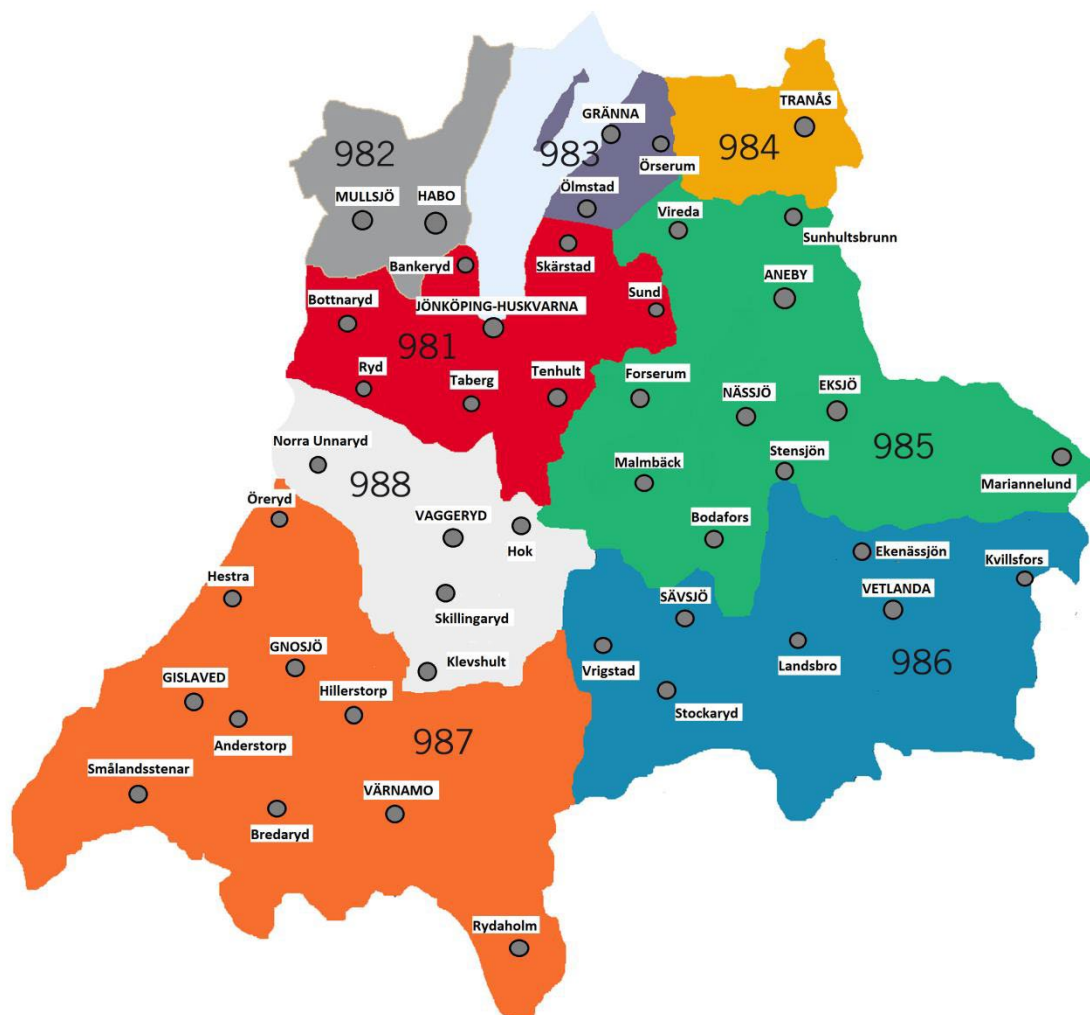 TRANÅS
GRÄNNA
982
983
984
Örserum
MULLSJÖ
HABO
Ölmstad
Vireda
Sunhultsbrunn
Bankeryd
Skärstad
ANEBY
Bottnaryd
JÖNKÖPING-HUSKVARNA
Sund
981
Ryd
Taberg
Tenhult
Forserum
NÄSSJÖ
EKSJÖ
985
Norra Unnaryd
988
Malmbäck
Stensjön
Mariannelund
Öreryd
VAGGERYD
Hok
Bodafors
Ekenässjön
Kvillsfors
Hestra
Skillingaryd
SÄVSJÖ
VETLANDA
GNOSJÖ
Klevshult
Vrigstad
Landsbro
986
GISLAVED
Hillerstorp
Stockaryd
Anderstorp
987
Smålandsstenar
VÄRNAMO
Bredaryd
Rydaholm